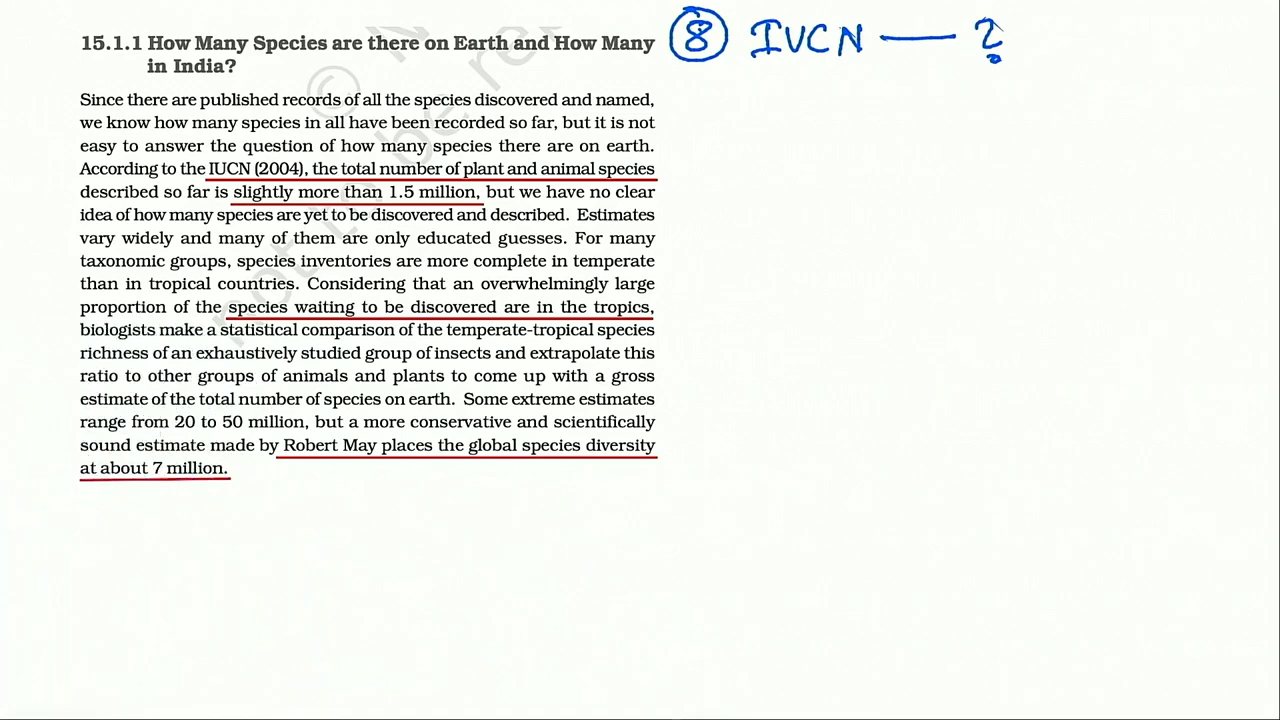 15.1.1 How Many Species are there on Earth and How Many
in India?
Since there are published records of all the species discovered and named,
we know how many species in all have been recorded so far, but it is not
easy to answer the question of how many species there are on earth.
According to the IUCN (2004), the total number of plant and animal species
described so far is slightly more than 1.5 million, but we have no clear
idea of how many species are yet to be discovered and described. Estimates
vary widely and many of them are only educated guesses. For many
taxonomic groups, species inventories are more complete in temperate
than in tropical countries. Considering that an overwhelmingly large
proportion of the species waiting to be discovered are in the tropics,
biologists make a statistical comparison of the temperate-tropical species
richness of an exhaustively studied group of insects and extrapolate this
ratio to other groups of animals and plants to come up with a gross
estimate of the total number of species on earth. Some extreme estimates
range from 20 to 50 million, but a more conservative and scientifically
sound estimate made by Robert May places the global species diversity
at about 7 million.
8 IUCN — ?
© N
not to be re